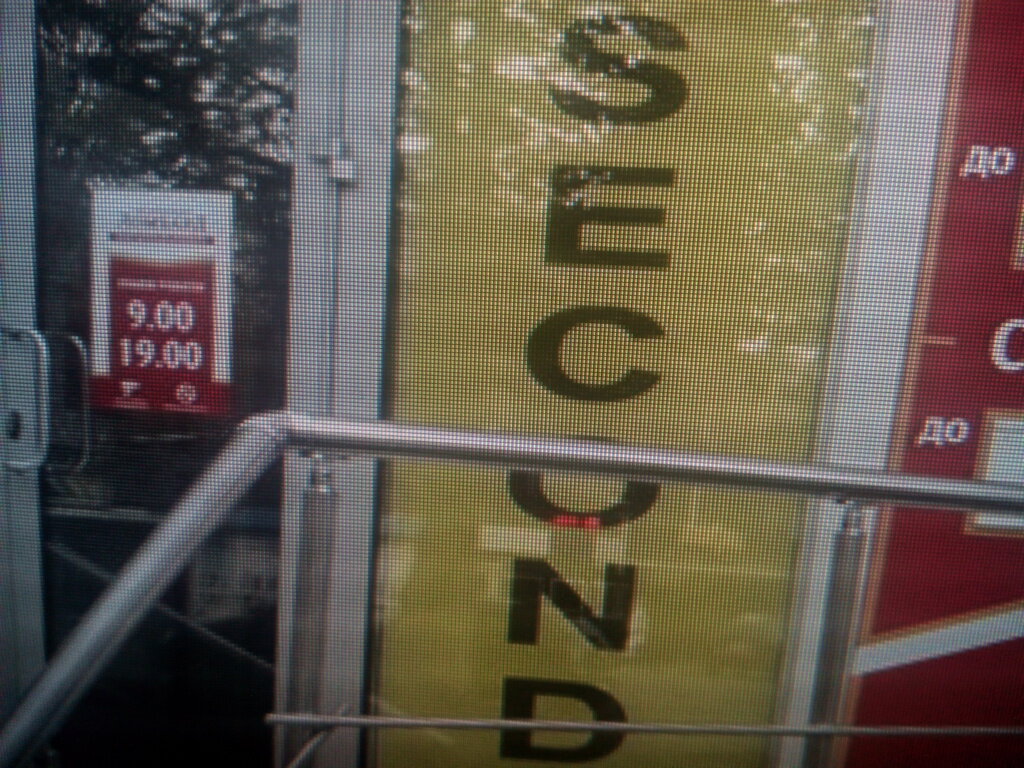 9.00
19.00
SECOND
до
С
до